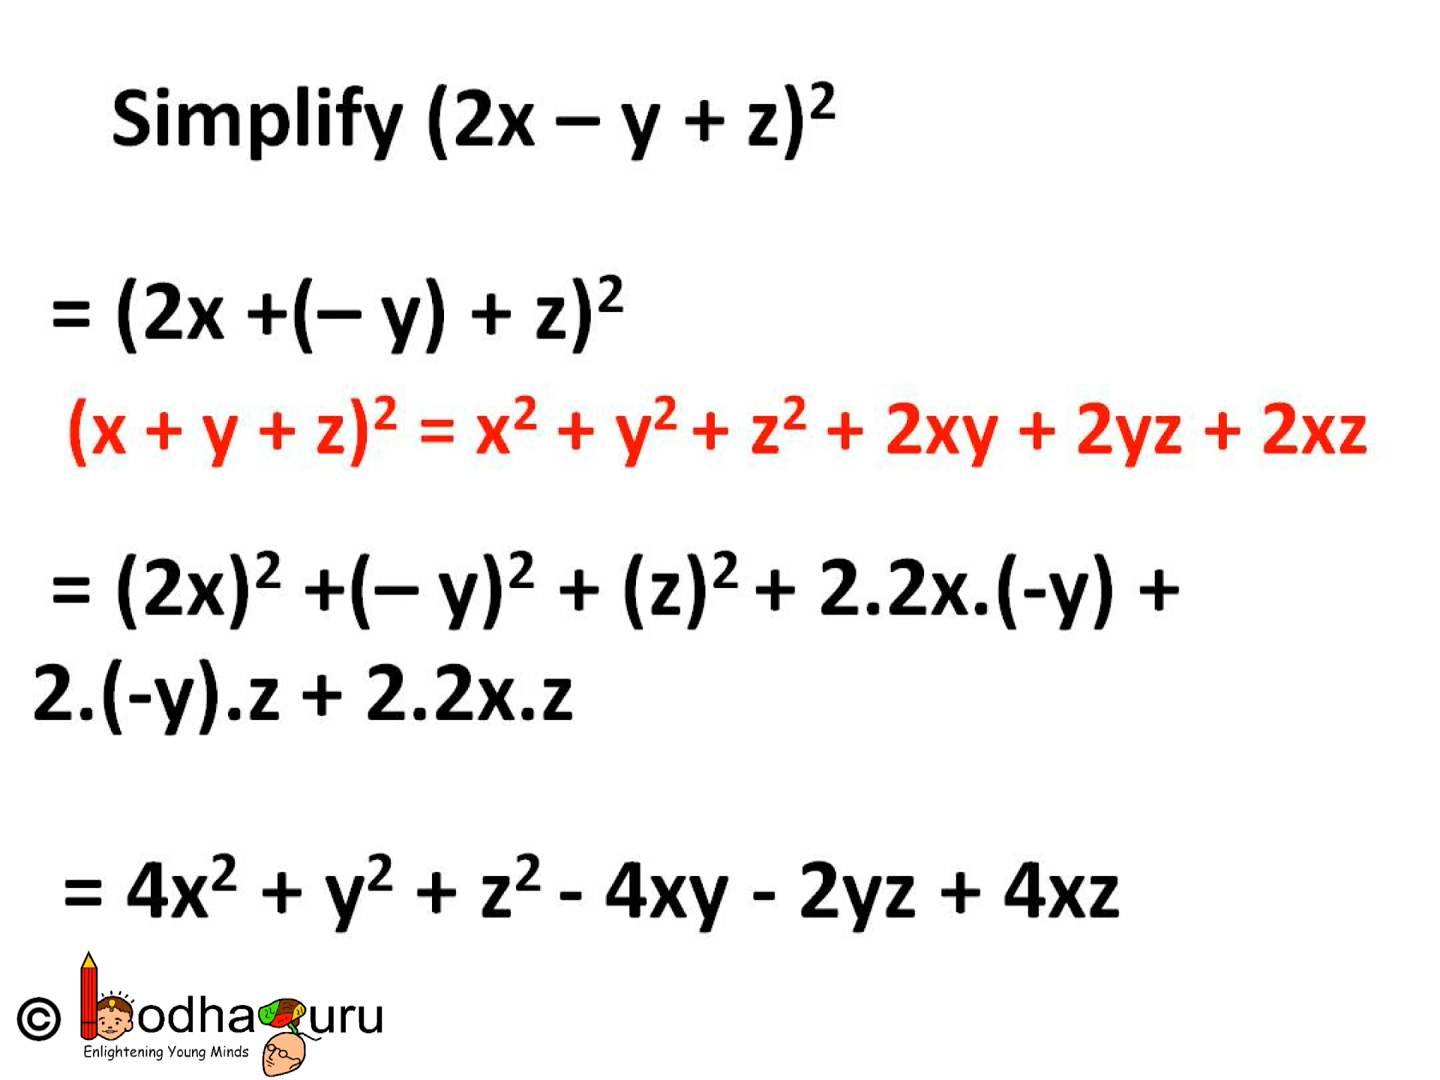 Simplify (2x – y + z)²
= (2x +(– y) + z)²
(x + y + z)² = x² + y² + z² + 2xy + 2yz + 2xz
= (2x)² +(– y)² + (z)² + 2.2x.(-y) +
2.(-y).z + 2.2x.z
= 4x² + y² + z² - 4xy - 2yz + 4xz
© bodhaguru
Enlightening Young Minds